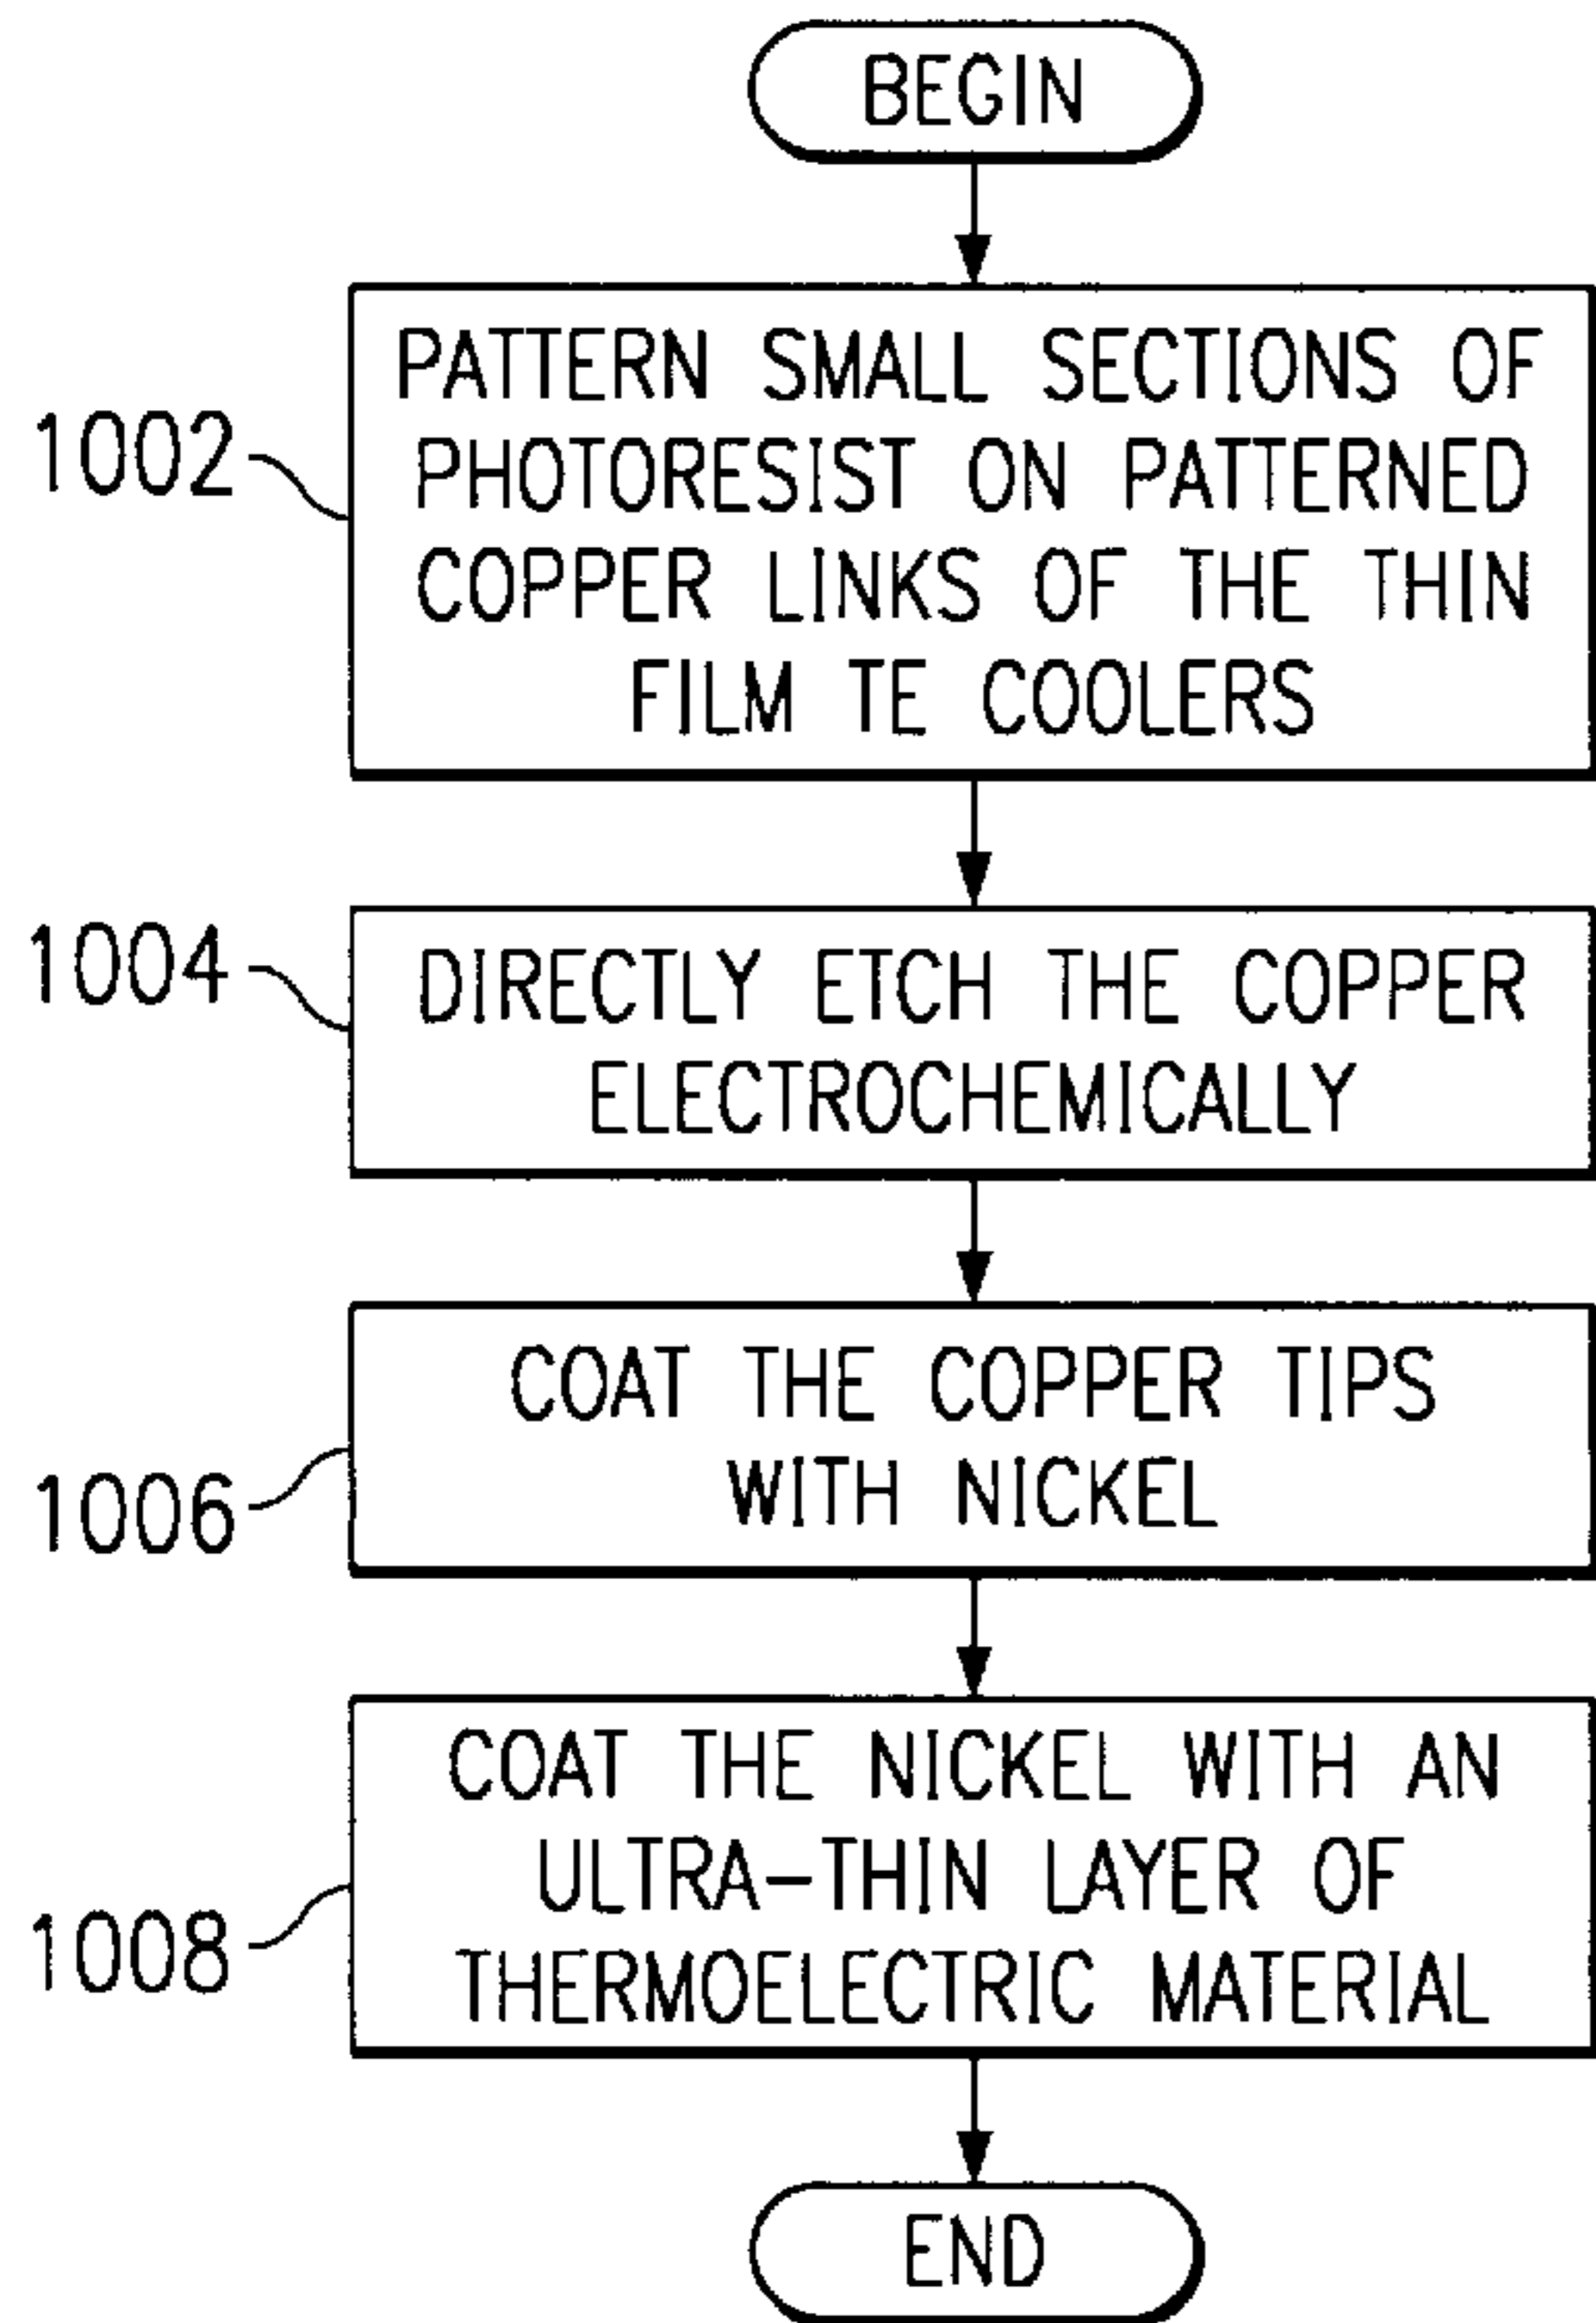 BEGIN
1002
PATTERN SMALL SECTIONS OF
PHOTORESIST ON PATTERNED
COPPER LINKS OF THE THIN
FILM TE COOLERS
1004
DIRECTLY ETCH THE COPPER
ELECTROCHEMICALLY
1006
COAT THE COPPER TIPS
WITH NICKEL
1008
COAT THE NICKEL WITH AN
ULTRA-THIN LAYER OF
THERMOELECTRIC MATERIAL
END